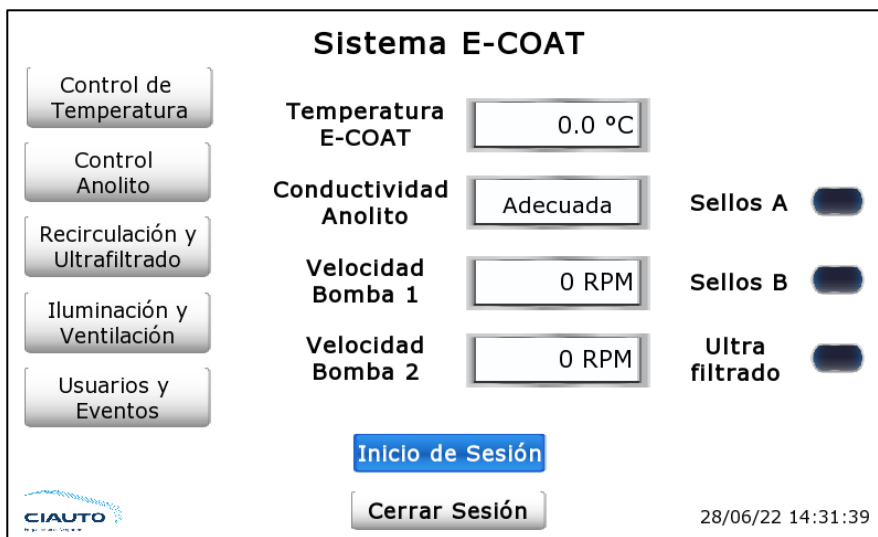 Sistema E-COAT
Control de
Temperatura
Control
Anolito
Recirculación y
Ultrafiltrado
Iluminación y
Ventilación
Usuarios y
Eventos
Temperatura
E-COAT
0.0 °C
Conductividad
Anolito
Adecuada
Sellos A
Velocidad
Bomba 1
0 RPM
Sellos B
Velocidad
Bomba 2
0 RPM
Ultra
filtrado
Inicio de Sesión
Cerrar Sesión
CIAUTO
28/06/22 14:31:39